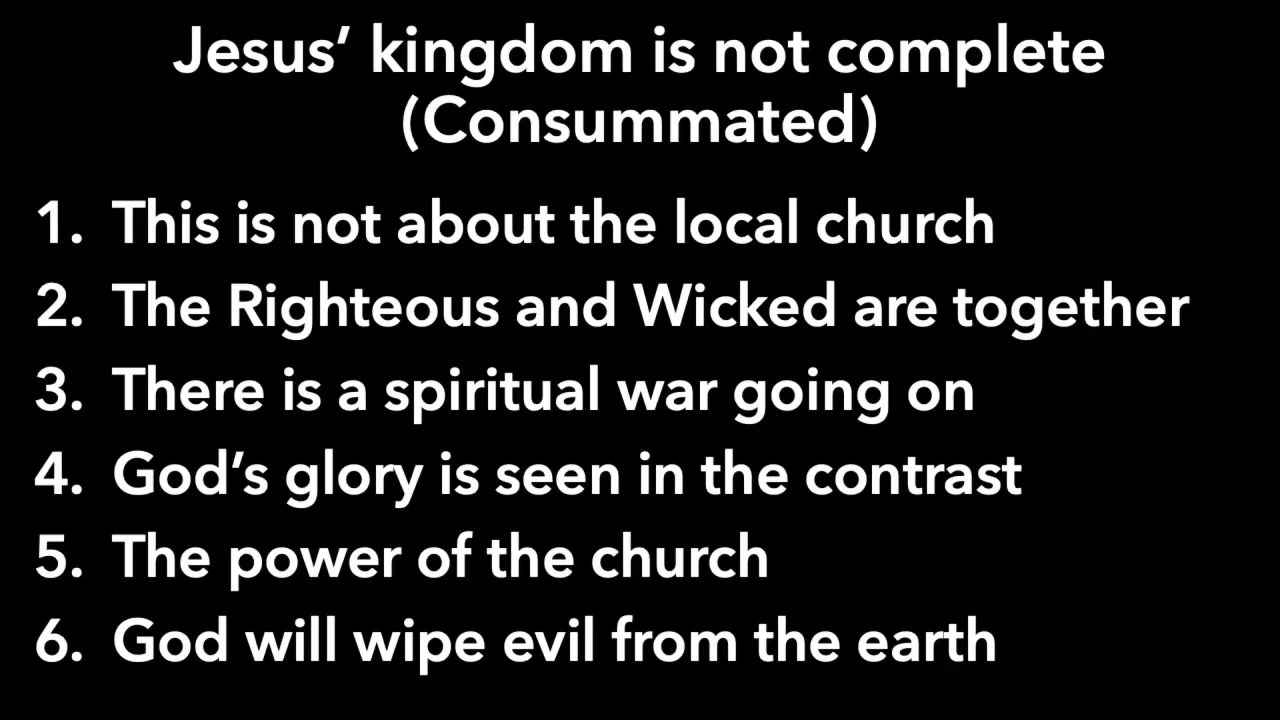 Jesus’ kingdom is not complete
(Consummated)
1. This is not about the local church
2. The Righteous and Wicked are together
3. There is a spiritual war going on
4. God’s glory is seen in the contrast
5. The power of the church
6. God will wipe evil from the earth